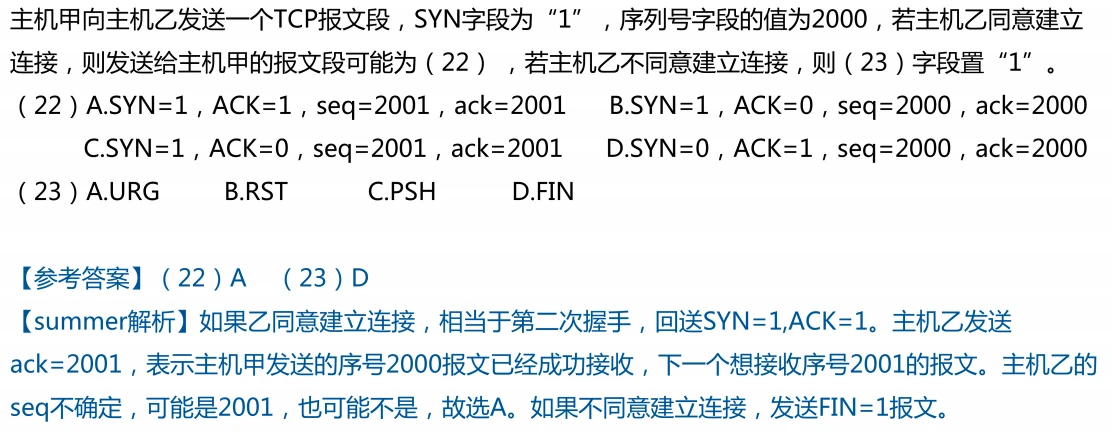 主机甲向主机乙发送一个TCP报文段，SYN字段为“1”，序列号字段的值为2000，若主机乙同意建立
连接，则发送给主机甲的报文段可能为（22），若主机乙不同意建立连接，则（23）字段置“1”。
（22）A.SYN=1，ACK=1，seq=2001，ack=2001 B.SYN=1，ACK=0，seq=2000，ack=2000
C.SYN=1，ACK=0，seq=2001，ack=2001 D.SYN=0，ACK=1，seq=2000，ack=2000
（23）A.URG B.RST C.PSH D.FIN
【参考答案】（22）A （23）D
【summer解析】如果乙同意建立连接，相当于第二次握手，回送SYN=1,ACK=1。主机乙发送
ack=2001，表示主机甲发送的序号2000报文已经成功接收，下一个想接收序号2001的报文。主机乙的
seq不确定，可能是2001，也可能不是，故选A。如果不同意建立连接，发送FIN=1报文。